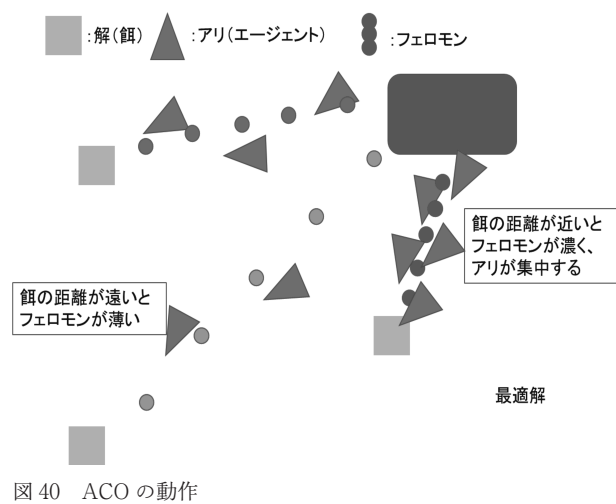 :解(餌)
:アリ(エージェント)
:フェロモン
餌の距離が近いと
フェロモンが濃く、
アリが集中する
餌の距離が遠いと
フェロモンが薄い
最適解
図 40 ACO の動作